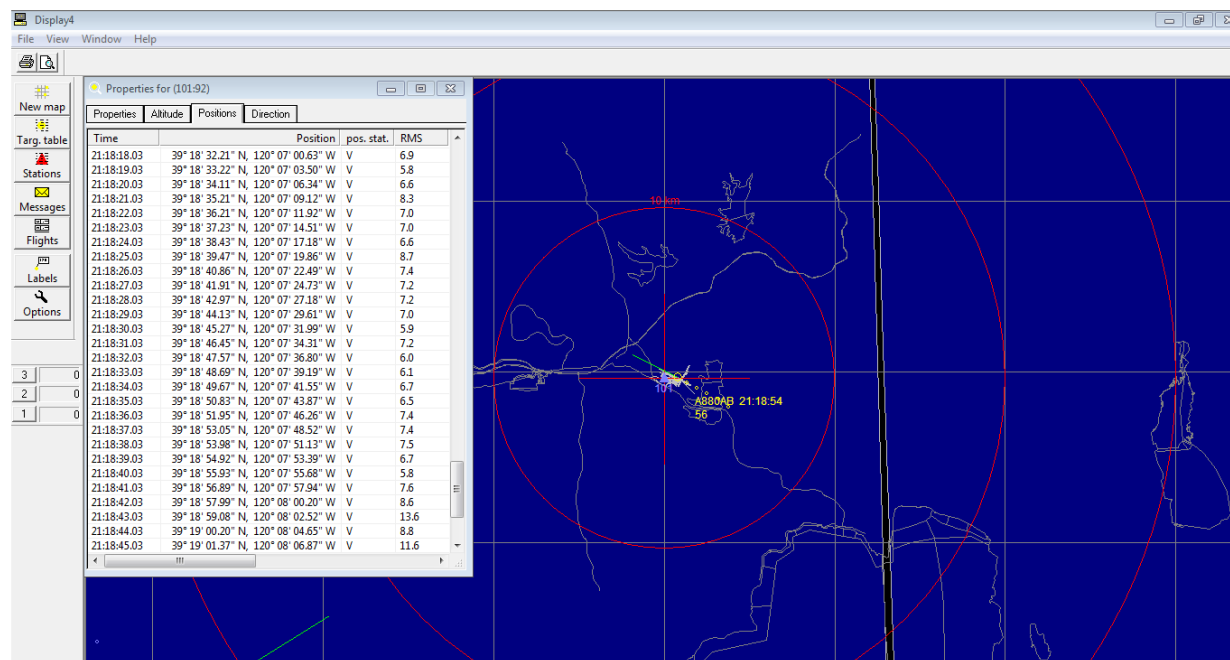 Display4
File View Window Help
New map
Targ. table
Stations
Messages
Flights
Labels
Options
3 0
2 0
1 0
Properties for (101:92)
Properties Altitude Positions Direction
Time Position pos. stat. RMS
21:18:18.03 39° 18' 32.21" N, 120° 07' 00.63" W V 6.9
21:18:19.03 39° 18' 33.22" N, 120° 07' 03.50" W V 5.8
21:18:20.03 39° 18' 34.11" N, 120° 07' 06.34" W V 6.6
21:18:21.03 39° 18' 35.21" N, 120° 07' 09.12" W V 8.3
21:18:22.03 39° 18' 36.21" N, 120° 07' 11.92" W V 7.0
21:18:23.03 39° 18' 37.23" N, 120° 07' 14.51" W V 7.0
21:18:24.03 39° 18' 38.43" N, 120° 07' 17.18" W V 6.6
21:18:25.03 39° 18' 39.47" N, 120° 07' 19.86" W V 8.7
21:18:26.03 39° 18' 40.86" N, 120° 07' 22.49" W V 7.4
21:18:27.03 39° 18' 41.91" N, 120° 07' 24.73" W V 7.2
21:18:28.03 39° 18' 42.97" N, 120° 07' 27.18" W V 7.2
21:18:29.03 39° 18' 44.13" N, 120° 07' 29.61" W V 7.0
21:18:30.03 39° 18' 45.27" N, 120° 07' 31.99" W V 5.9
21:18:31.03 39° 18' 46.45" N, 120° 07' 34.31" W V 7.2
21:18:32.03 39° 18' 47.57" N, 120° 07' 36.80" W V 6.0
21:18:33.03 39° 18' 48.69" N, 120° 07' 39.19" W V 6.1
21:18:34.03 39° 18' 49.67" N, 120° 07' 41.55" W V 6.7
21:18:35.03 39° 18' 50.83" N, 120° 07' 43.87" W V 6.5
21:18:36.03 39° 18' 51.95" N, 120° 07' 46.26" W V 7.4
21:18:37.03 39° 18' 53.05" N, 120° 07' 48.52" W V 7.4
21:18:38.03 39° 18' 53.98" N, 120° 07' 51.13" W V 7.5
21:18:39.03 39° 18' 54.92" N, 120° 07' 53.39" W V 6.7
21:18:40.03 39° 18' 55.93" N, 120° 07' 55.68" W V 5.8
21:18:41.03 39° 18' 56.89" N, 120° 07' 57.94" W V 7.6
21:18:42.03 39° 18' 57.99" N, 120° 08' 00.20" W V 8.6
21:18:43.03 39° 18' 59.08" N, 120° 08' 02.52" W V 13.6
21:18:44.03 39° 19' 00.20" N, 120° 08' 04.65" W V 8.8
21:18:45.03 39° 19' 01.37" N, 120° 08' 06.87" W V 11.6
10 km
101
A880AB 21:18:54
56